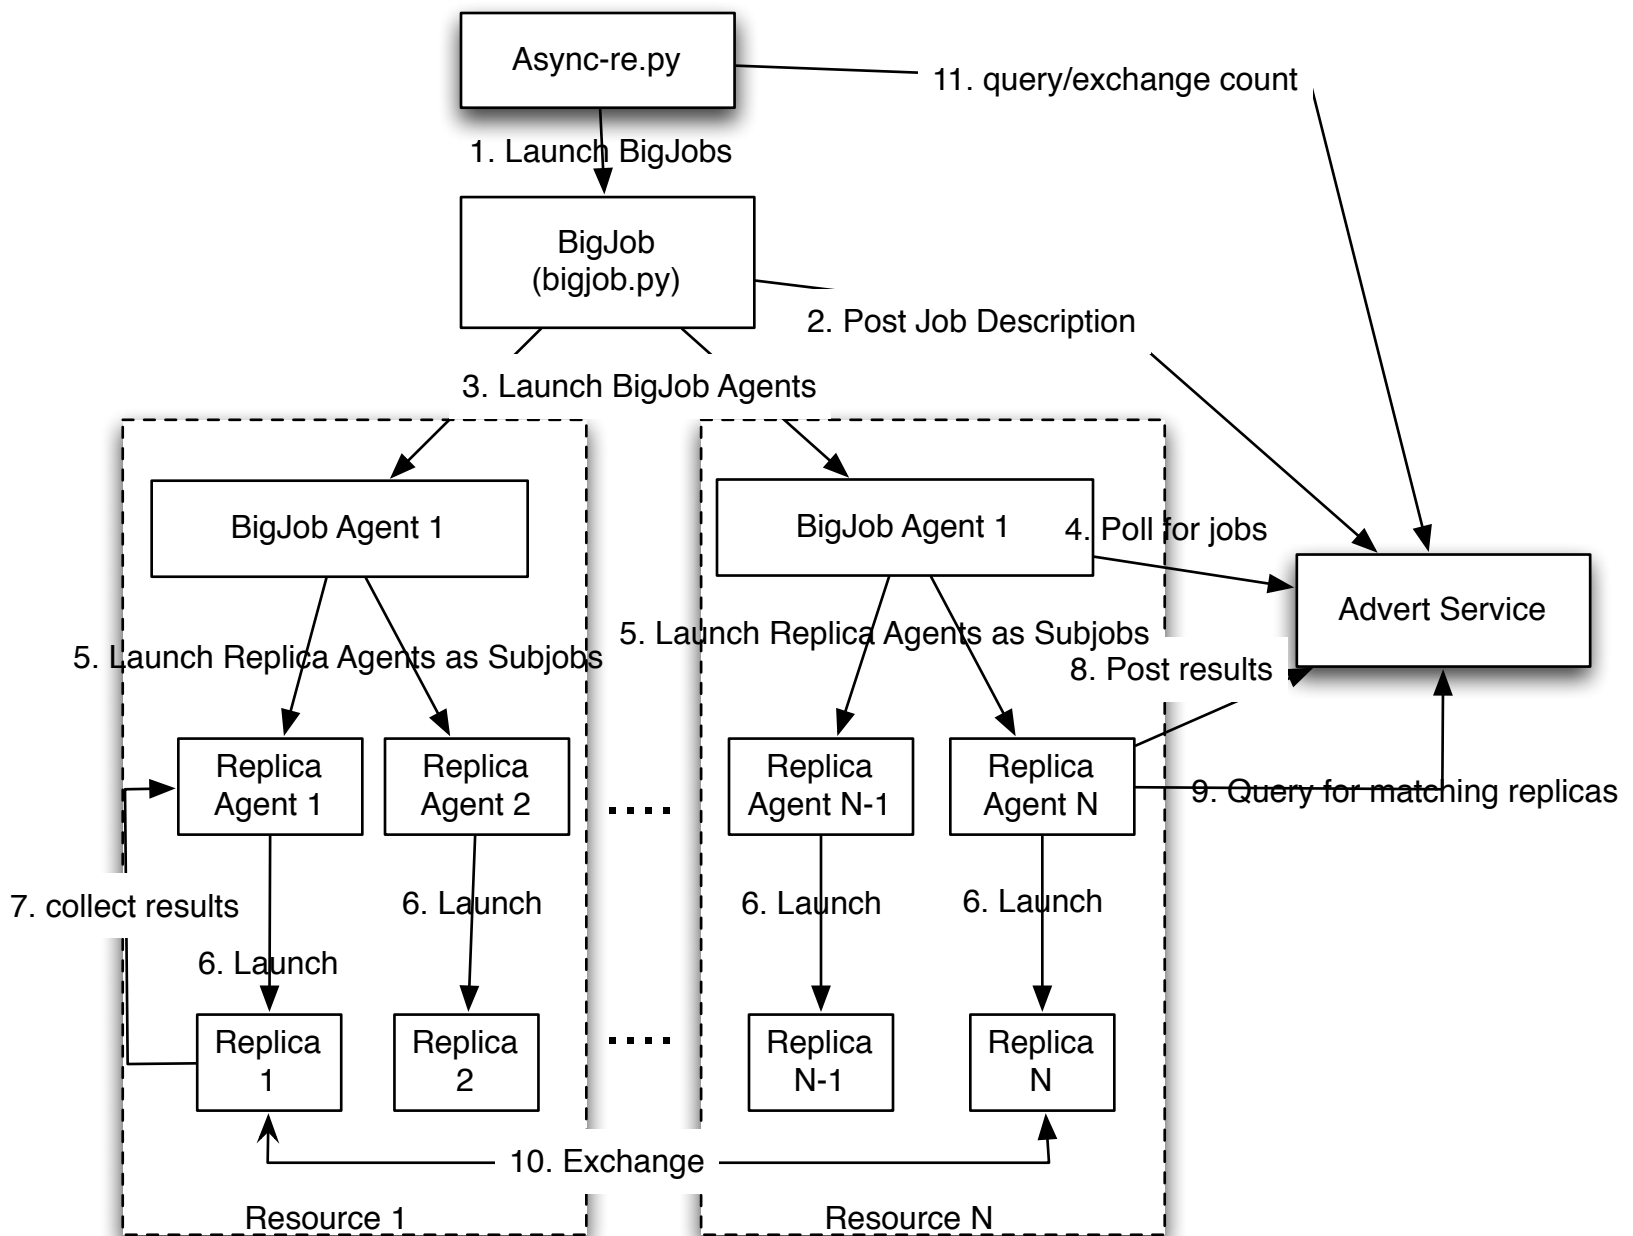 Async-re.py
11. query/exchange count
1. Launch BigJobs
BigJob
(bigjob.py)
2. Post Job Description
3. Launch BigJob Agents
BigJob Agent 1
BigJob Agent 1
4. Poll for jobs
Advert Service
5. Launch Replica Agents as Subjobs
5. Launch Replica Agents as Subjobs
8. Post results
Replica
Agent 1
Replica
Agent 2
Replica
Agent N-1
Replica
Agent N
9. Query for matching replicas
7. collect results
6. Launch
6. Launch
6. Launch
6. Launch
Replica
1
Replica
2
Replica
N-1
Replica
N
10. Exchange
Resource 1
Resource N